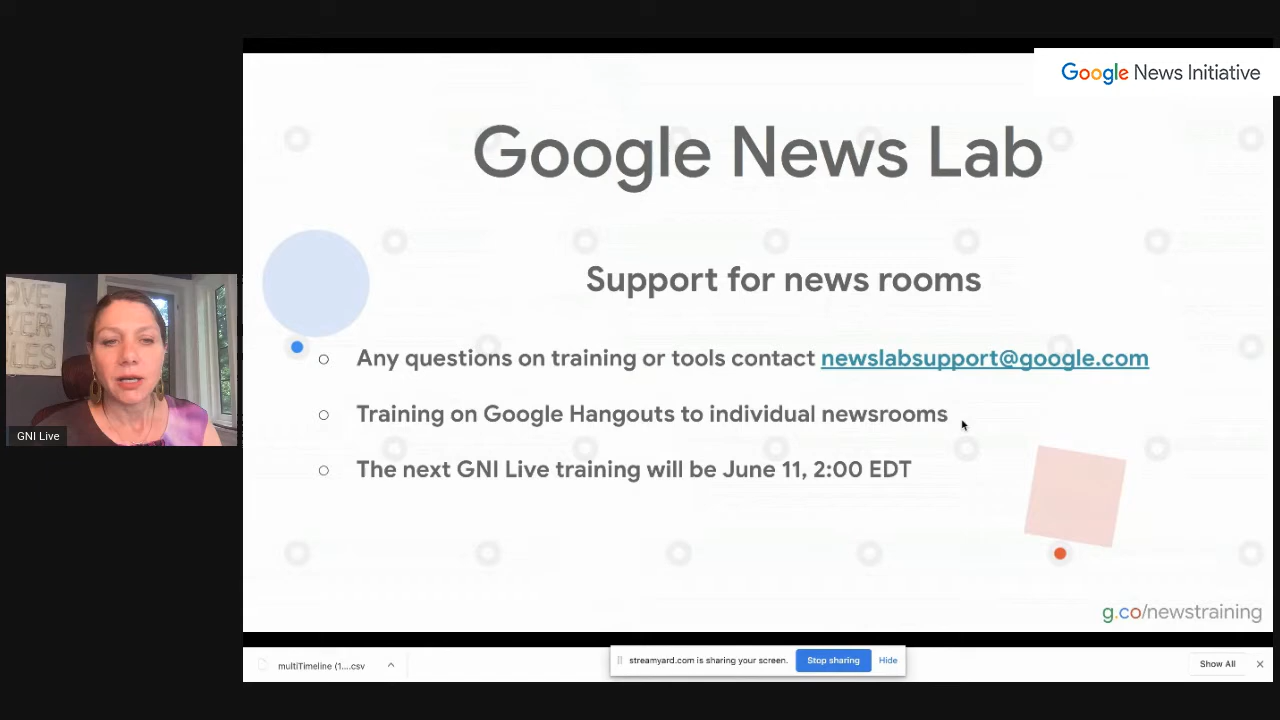 Google News Initiative
Google News Lab
Support for news rooms
Any questions on training or tools contact newslabsupport@google.com
Training on Google Hangouts to individual newsrooms
The next GNI Live training will be June 11, 2:00 EDT
GNI Live
g.co/newstraining
multiTimeline (1....csv
streamyard.com is sharing your screen.
Stop sharing
Hide
Show All